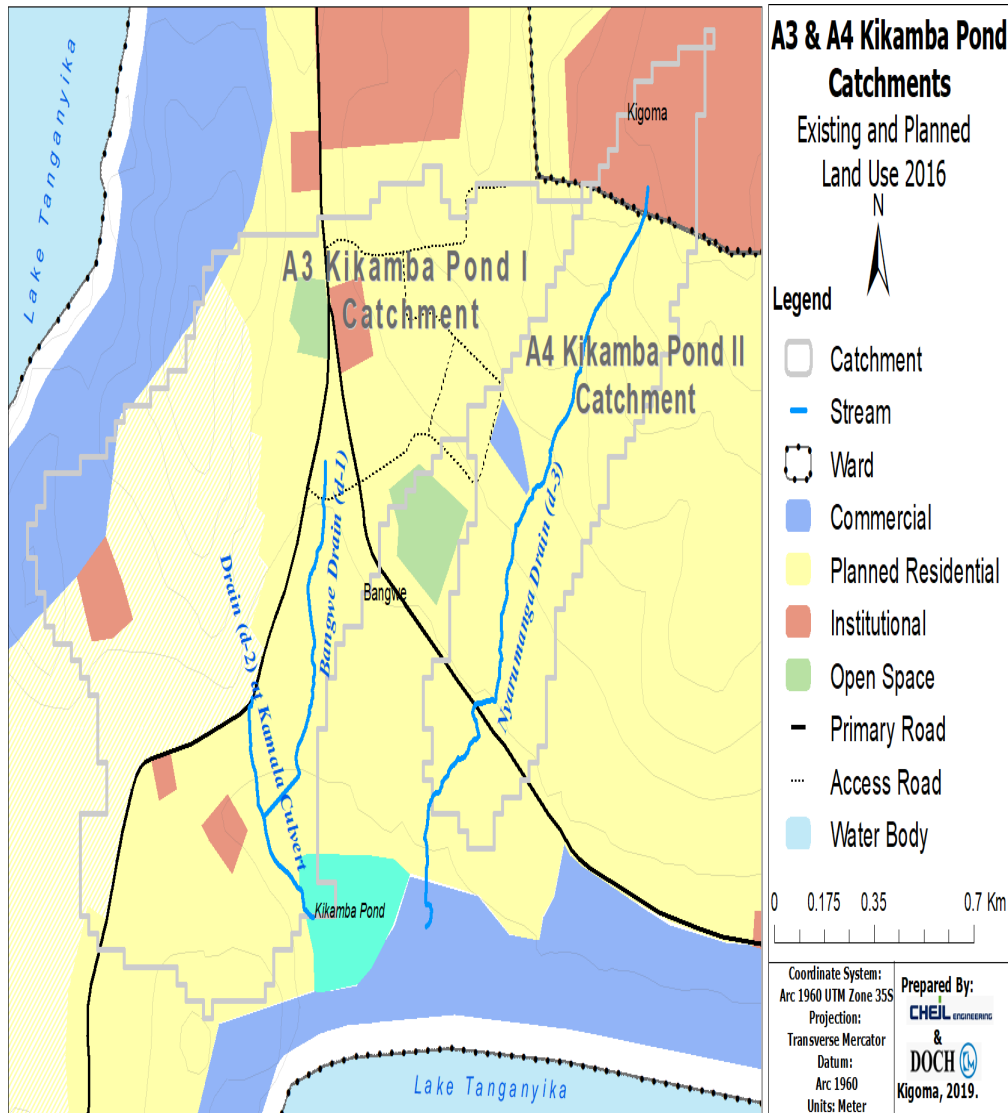 Lake Tanganyika
Kigoma
A3 Kikamba Pond I
Catchment
A4 Kikamba Pond II
Catchment
Bangwe Drain (d-1)
Drain (d-2) at Kamala Culvert
Nyarumanga Drain (d-3)
Bangwe
Kikamba Pond
Lake Tanganyika
A3 & A4 Kikamba Pond
Catchments
Existing and Planned
Land Use 2016
N
Legend
Catchment
Stream
Ward
Commercial
Planned Residential
Institutional
Open Space
Primary Road
Access Road
Water Body
0 0.175 0.35 0.7 Km
Coordinate System:
Arc 1960 UTM Zone 35S
Projection:
Transverse Mercator
Datum:
Arc 1960
Units: Meter
Prepared By:
CHEIL ENGINEERING
&
DOCH
Kigoma, 2019.